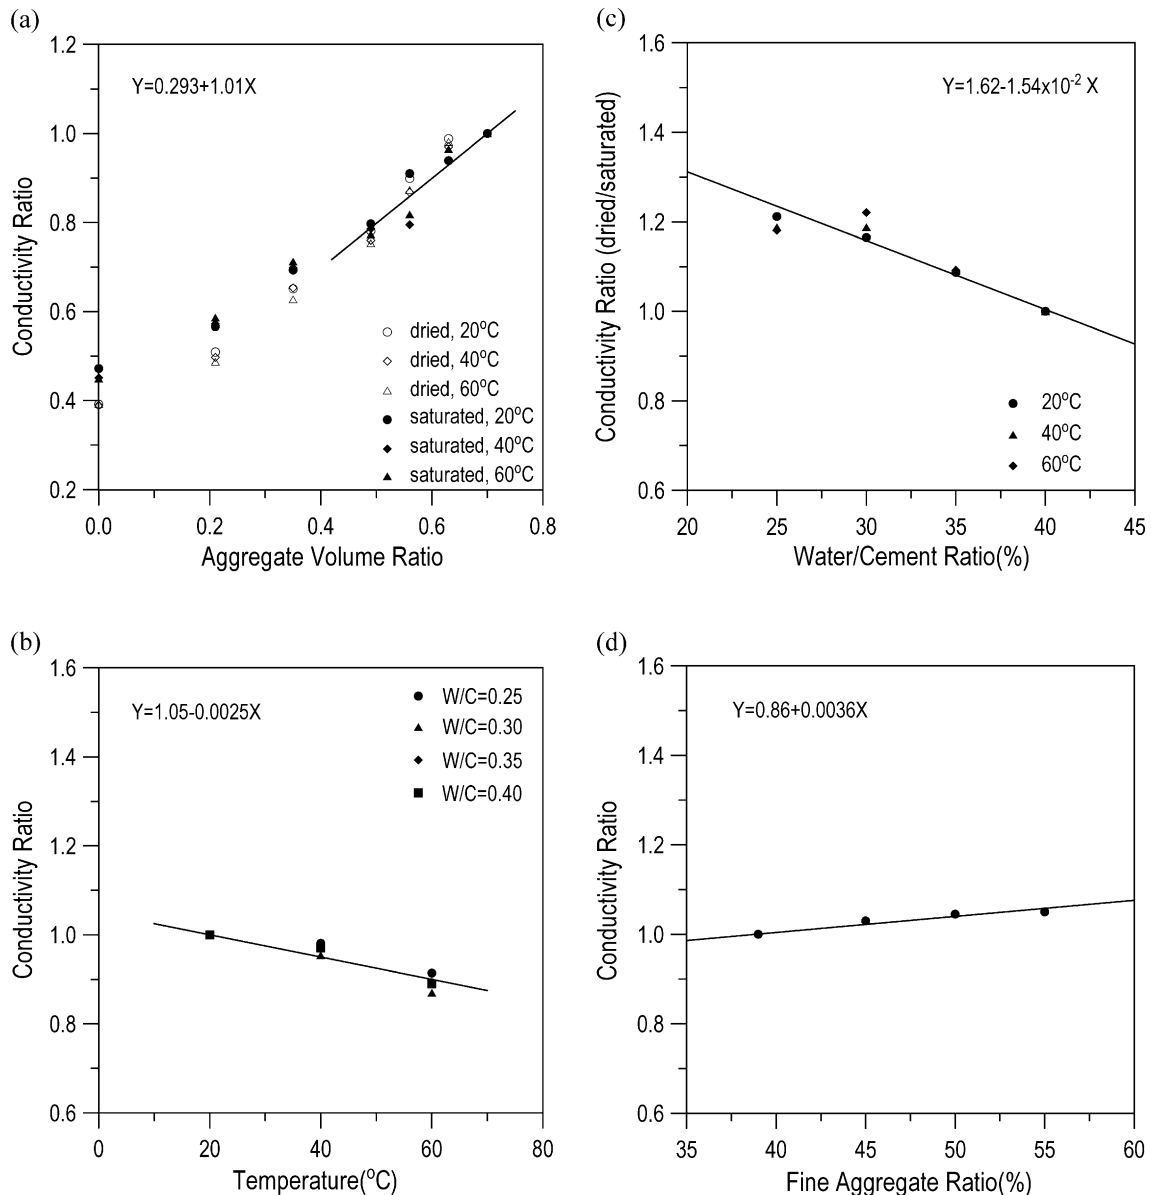 (a)
1.2
1.0
0.8
0.6
0.4
0.2
Conductivity Ratio
Y=0.293+1.01X
dried, 20°C
dried, 40°C
dried, 60°C
saturated, 20°C
saturated, 40°C
saturated, 60°C
0.0 0.2 0.4 0.6 0.8
Aggregate Volume Ratio
(c)
1.6
1.4
1.2
1.0
0.8
0.6
Conductivity Ratio (dried/saturated)
Y=1.62-1.54x10⁻² X
20°C
40°C
60°C
20 25 30 35 40 45
Water/Cement Ratio(%)
(b)
1.6
1.4
1.2
1.0
0.8
0.6
Conductivity Ratio
Y=1.05-0.0025X
W/C=0.25
W/C=0.30
W/C=0.35
W/C=0.40
0 20 40 60 80
Temperature(°C)
(d)
1.6
1.4
1.2
1.0
0.8
0.6
Conductivity Ratio
Y=0.86+0.0036X
35 40 45 50 55 60
Fine Aggregate Ratio(%)